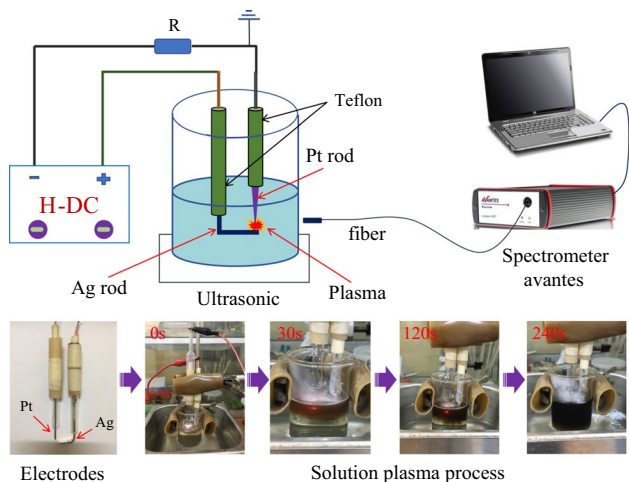 R
Teflon
Pt rod
−
+
H-DC
fiber
AVANTES
Spectrometer
avantes
Ag rod
Ultrasonic
Plasma
0s
30s
120s
240s
Pt
Ag
Electrodes
Solution plasma process